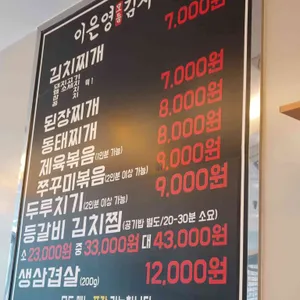 이은영 김치
7,000원
김치찌개
7,000원
된장찌개
8,000원
동태찌개
8,000원
제육볶음(2인분 이상 가능)
9,000원
쭈꾸미볶음(2인분 이상 가능)
9,000원
두루치기(2인분 이상 가능)
등갈비 김치찜(공기밥 별도/20-30분 소요)
소 23,000원 중 33,000원 대 43,000원
생삼겹살(200g) 12,000원